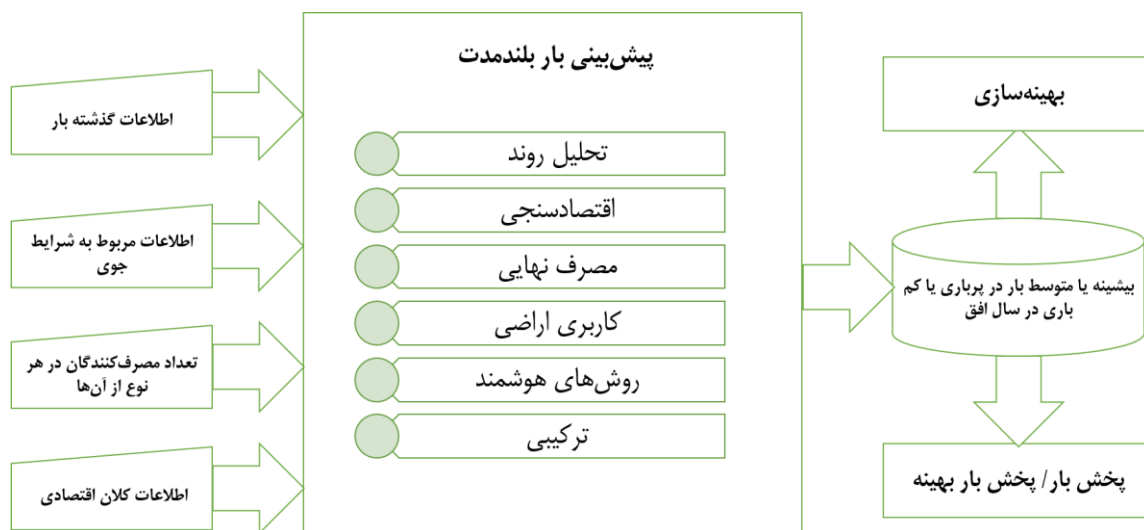 پیش‌بینی بار بلندمدت
اطلاعات گذشته بار
اطلاعات مربوط به شرایط
جوی
تعداد مصرف‌کنندگان در هر
نوع از آن‌ها
اطلاعات کلان اقتصادی
تحلیل روند
اقتصادسنجی
مصرف نهایی
کاربری اراضی
روش‌های هوشمند
ترکیبی
بهینه‌سازی
بیشینه یا متوسط بار در پرباری یا کم
باری در سال افق
پخش بار/ پخش بار بهینه